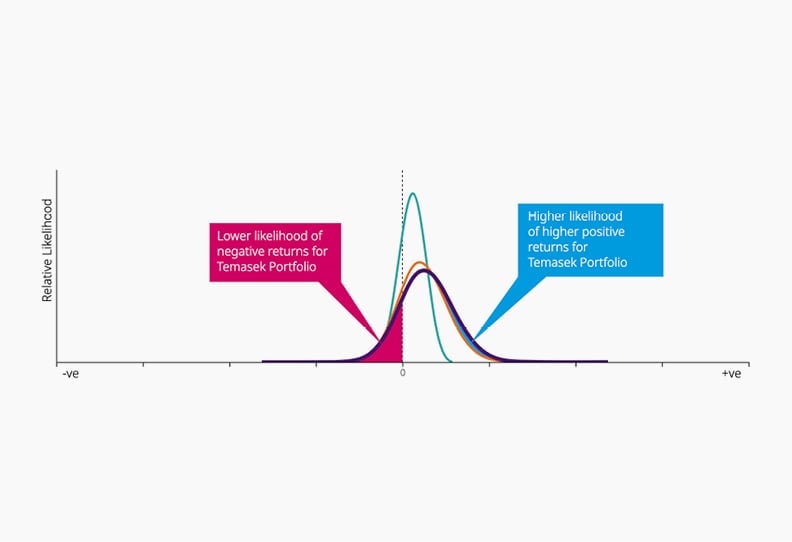 Relative Likelihood
Lower likelihood of
negative returns for
Temasek Portfolio
Higher likelihood
of higher positive
returns for
Temasek Portfolio
-ve
0
+ve